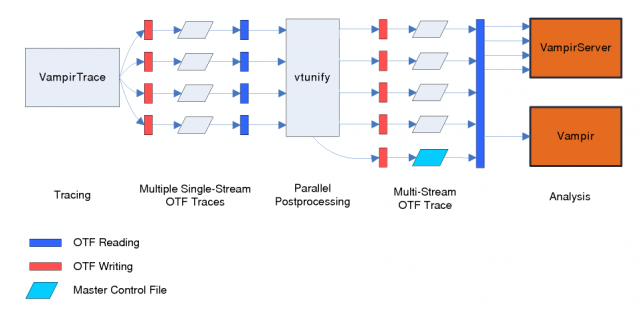 VampirTrace
vtunify
VampirServer
Vampir
Tracing
Multiple Single-Stream
OTF Traces
Parallel
Postprocessing
Multi-Stream
OTF Trace
Analysis
OTF Reading
OTF Writing
Master Control File